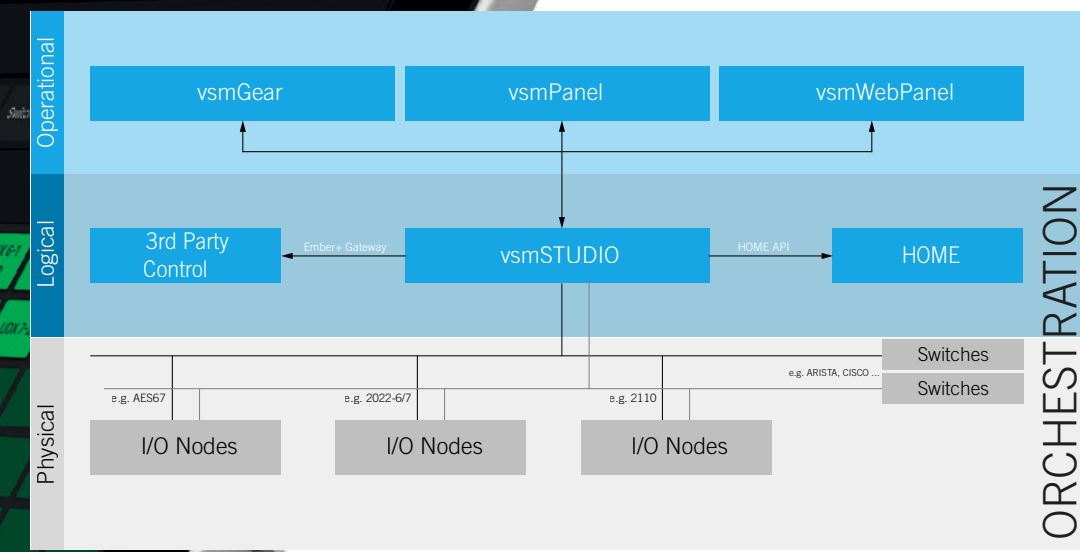 Operational
vsmGear
vsmPanel
vsmWebPanel
Logical
3rd Party
Control
Ember+ Gateway
vsmSTUDIO
HOME API
HOME
ORCHESTRATION
Physical
Switches
e.g. ARISTA, CISCO ...
Switches
e.g. AES67
e.g. 2022-6/7
e.g. 2110
I/O Nodes
I/O Nodes
I/O Nodes